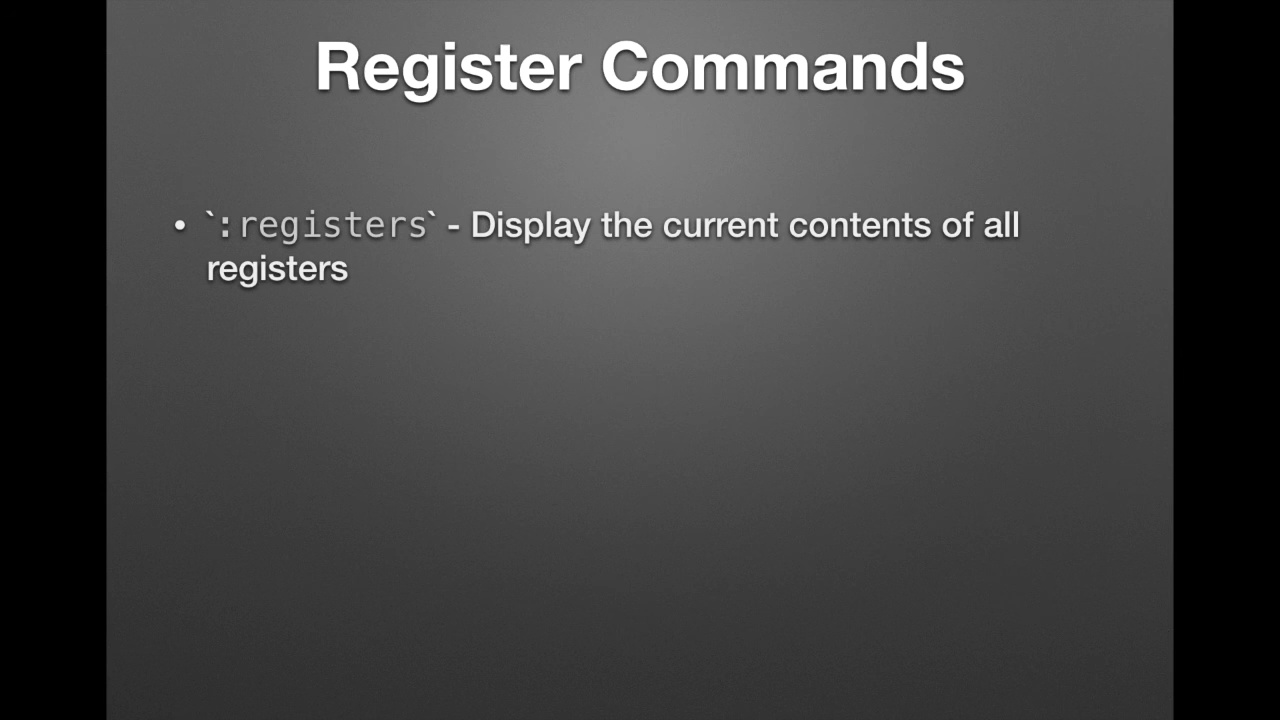 Register Commands
• `:registers` - Display the current contents of all
registers